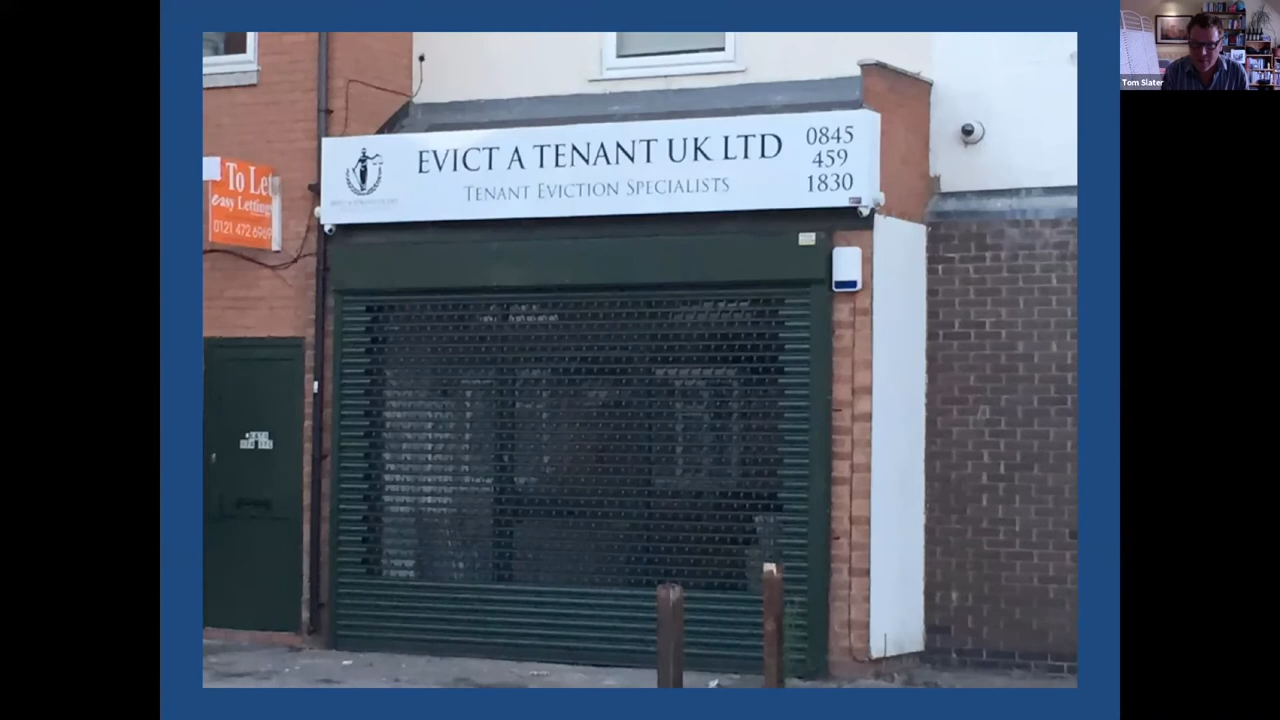 To Let
easy Lettings
0121 472 6969
EVICT A TENANT UK LTD
TENANT EVICTION SPECIALISTS
0845
459
1830
Tom Slater